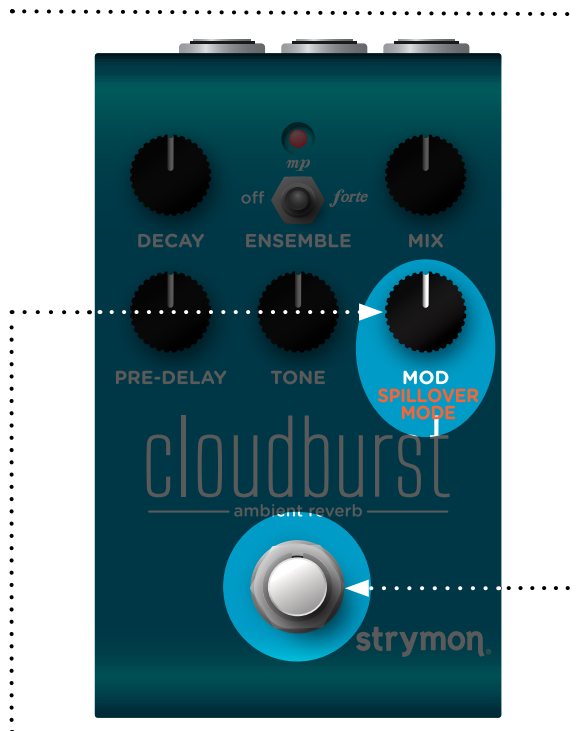 mp
off forte
DECAY ENSEMBLE MIX
PRE-DELAY TONE MOD
SPILLOVER
MODE
cloudburst
ambient reverb
strymon®